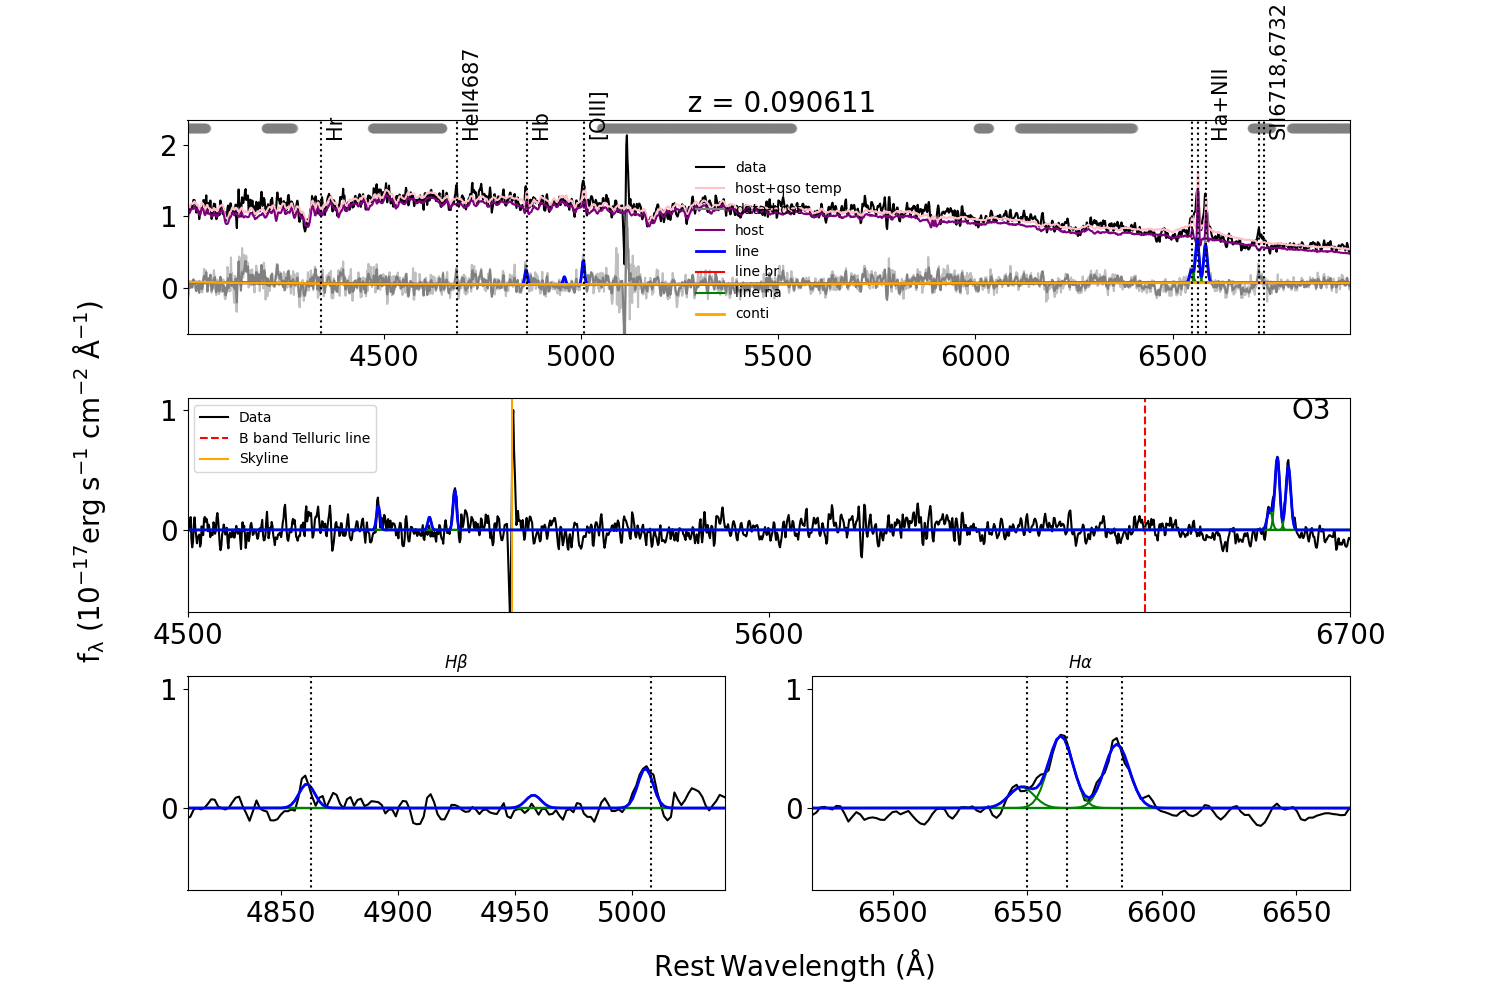 z = 0.090611
Hr
HeII4687
Hb
[OIII]
Ha+NII
SII6718,6732
2
1
0
data
host+qso temp
host
line
line br
line na
conti
4500 5000 5500 6000 6500
f_λ (10^−17 erg s^−1 cm^−2 Å^−1)
1
0
Data
B band Telluric line
Skyline
O3
4500 5600 6700
Hβ
1
0
4850 4900 4950 5000
Hα
1
0
6500 6550 6600 6650
Rest Wavelength (Å)